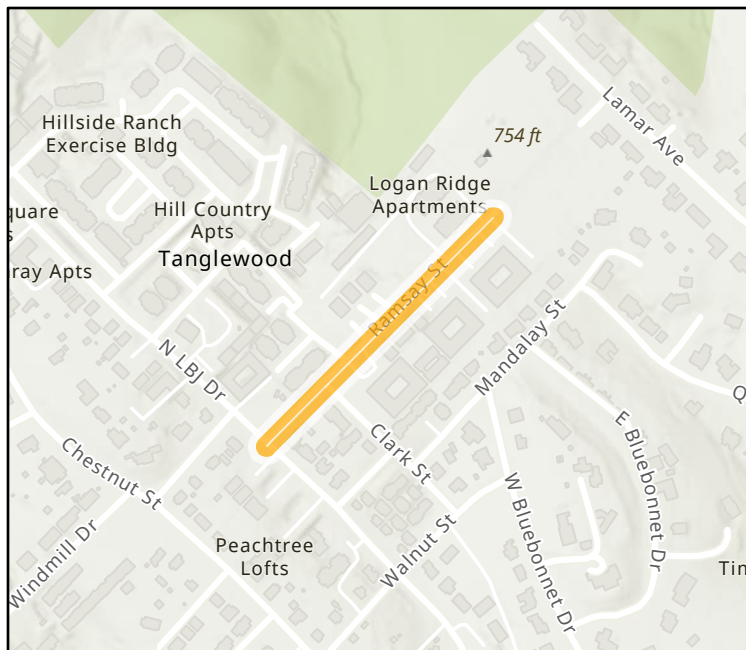 Lamar Ave
Hillside Ranch
Exercise Bldg
754 ft
Logan Ridge
Apartments
quare
s
Hill Country
Apts
Tanglewood
ray Apts
Ramsay St
Mandalay St
N LBJ Dr
Q
Chestnut St
Clark St
E Bluebonnet Dr
W Bluebonnet Dr
Walnut St
Windmill Dr
Peachtree
Lofts
Tin